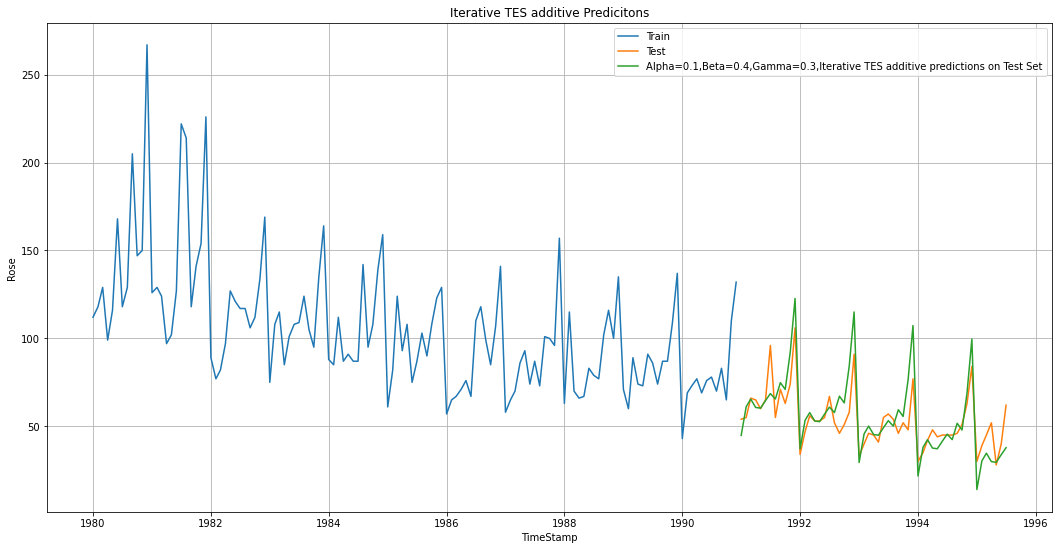 Iterative TES additive Predicitons
Train
Test
Alpha=0.1,Beta=0.4,Gamma=0.3,Iterative TES additive predictions on Test Set
250
200
150
100
50
Rose
1980 1982 1984 1986 1988 1990 1992 1994 1996
TimeStamp